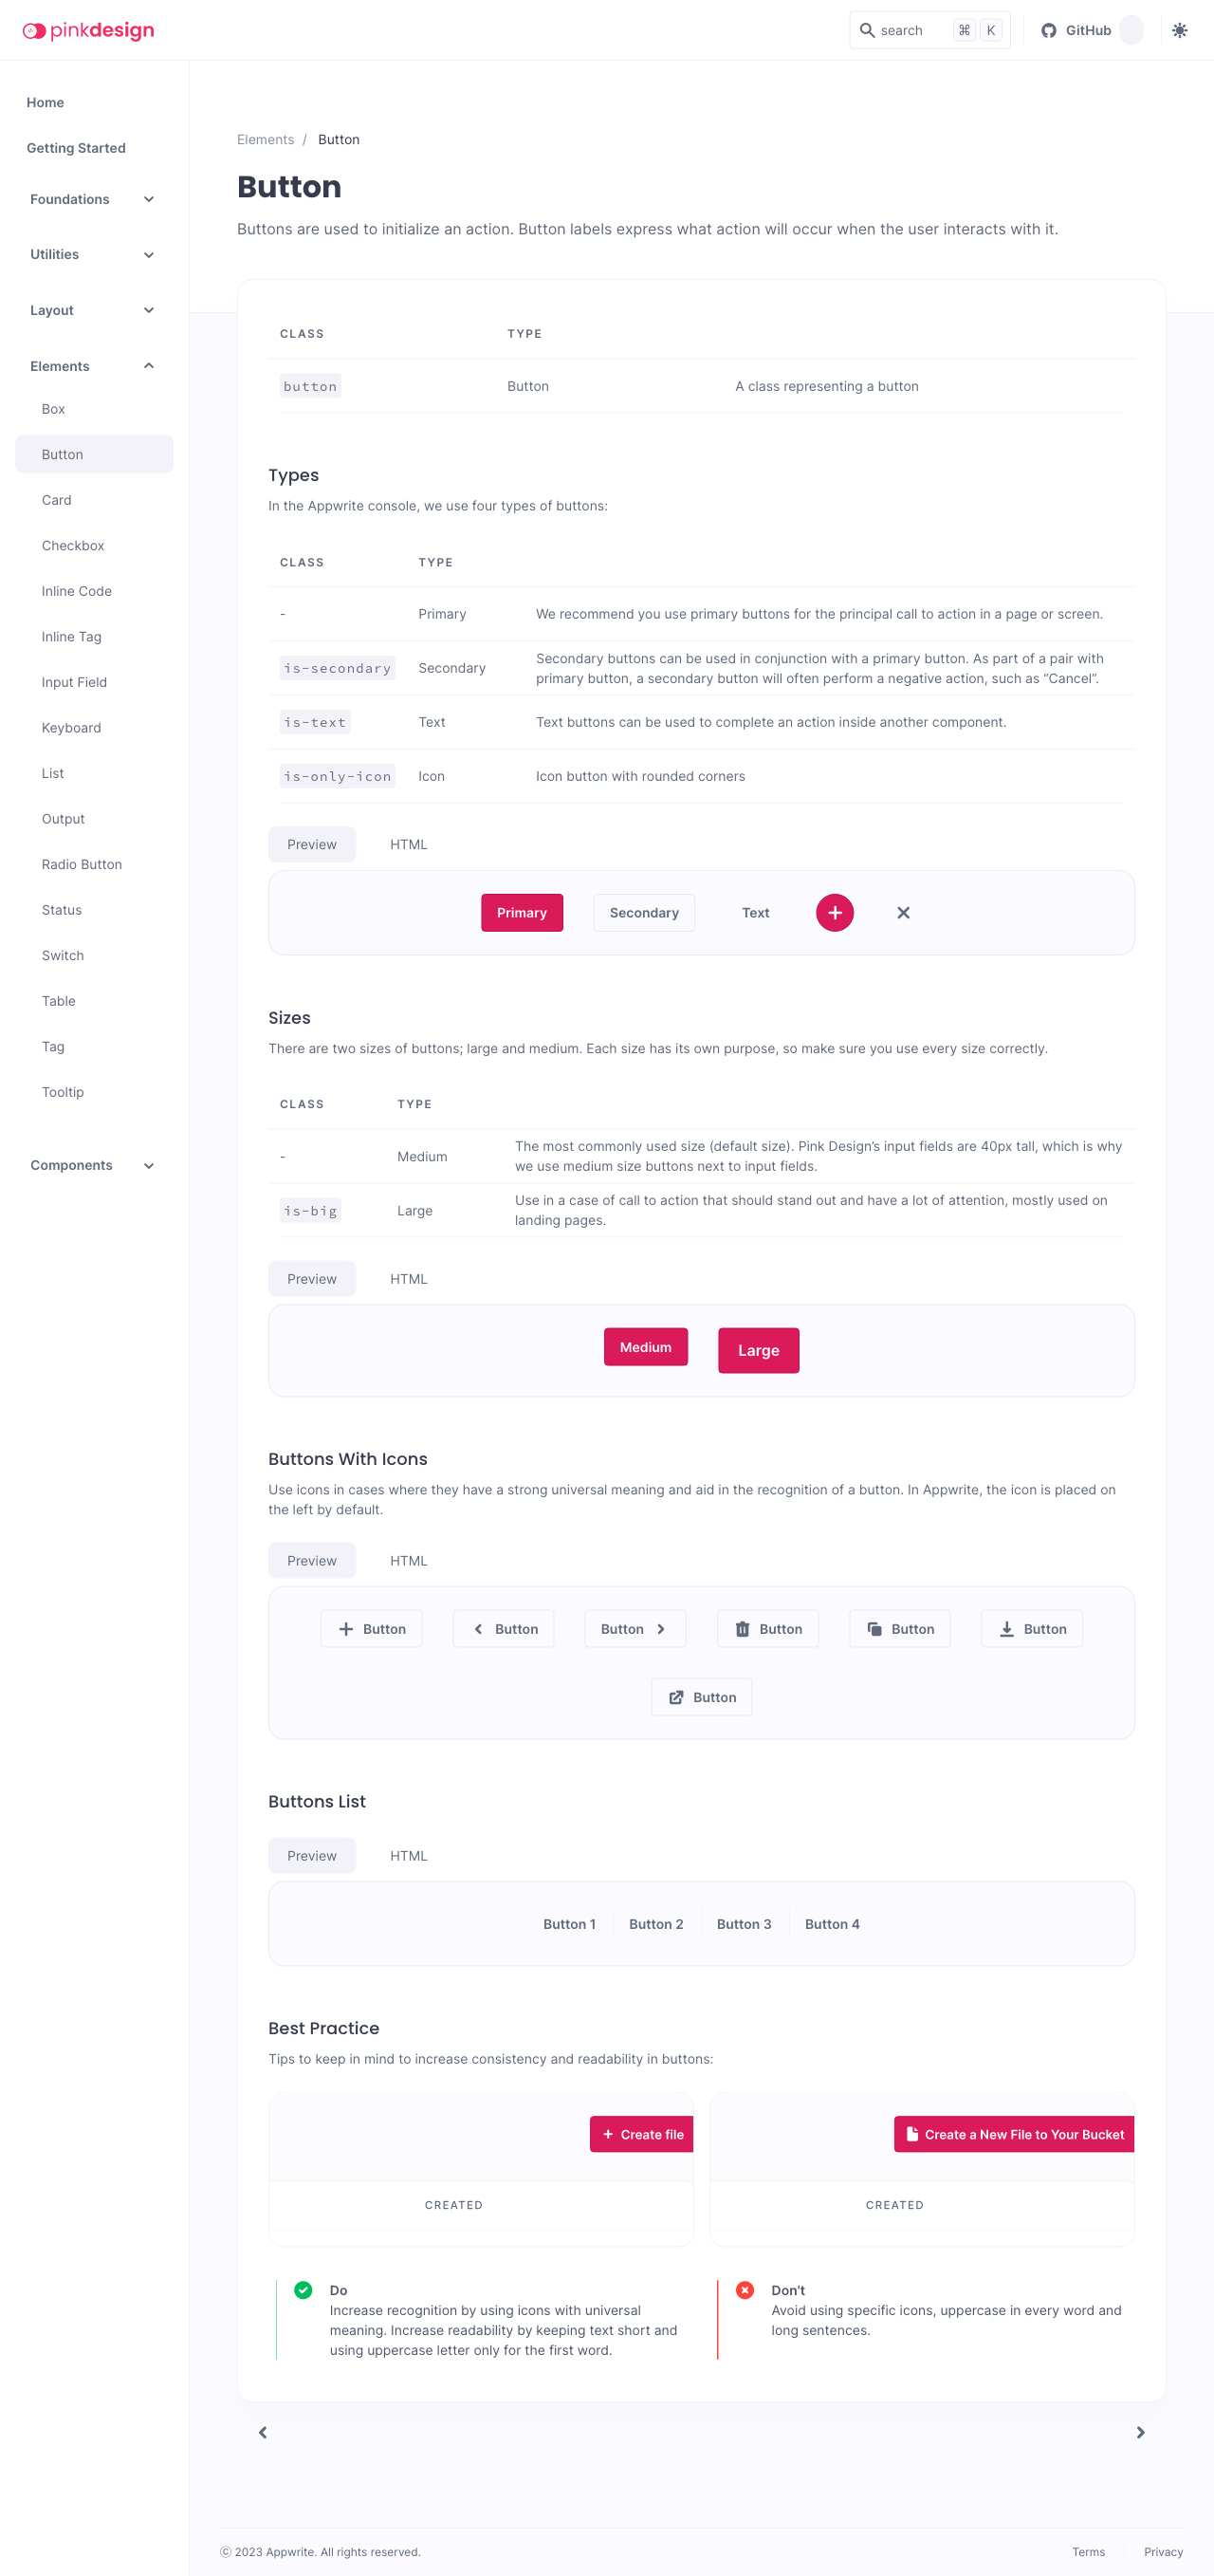 pinkdesign
search ⌘ K
GitHub
Home
Getting Started
Foundations
Utilities
Layout
Elements
Box
Button
Card
Checkbox
Inline Code
Inline Tag
Input Field
Keyboard
List
Output
Radio Button
Status
Switch
Table
Tag
Tooltip
Components
Elements / Button
Button
Buttons are used to initialize an action. Button labels express what action will occur when the user interacts with it.
CLASS TYPE
button Button A class representing a button
Types
In the Appwrite console, we use four types of buttons:
CLASS TYPE
- Primary We recommend you use primary buttons for the principal call to action in a page or screen.
is-secondary Secondary Secondary buttons can be used in conjunction with a primary button. As part of a pair with
primary button, a secondary button will often perform a negative action, such as “Cancel”.
is-text Text Text buttons can be used to complete an action inside another component.
is-only-icon Icon Icon button with rounded corners
Preview HTML
Primary Secondary Text
Sizes
There are two sizes of buttons; large and medium. Each size has its own purpose, so make sure you use every size correctly.
CLASS TYPE
- Medium The most commonly used size (default size). Pink Design’s input fields are 40px tall, which is why
we use medium size buttons next to input fields.
is-big Large Use in a case of call to action that should stand out and have a lot of attention, mostly used on
landing pages.
Preview HTML
Medium Large
Buttons With Icons
Use icons in cases where they have a strong universal meaning and aid in the recognition of a button. In Appwrite, the icon is placed on
the left by default.
Preview HTML
Button Button Button Button Button Button
Button
Buttons List
Preview HTML
Button 1 Button 2 Button 3 Button 4
Best Practice
Tips to keep in mind to increase consistency and readability in buttons:
Create file
CREATED
Create a New File to Your Bucket
CREATED
Do
Increase recognition by using icons with universal
meaning. Increase readability by keeping text short and
using uppercase letter only for the first word.
Don't
Avoid using specific icons, uppercase in every word and
long sentences.
ⓒ 2023 Appwrite. All rights reserved.
Terms Privacy